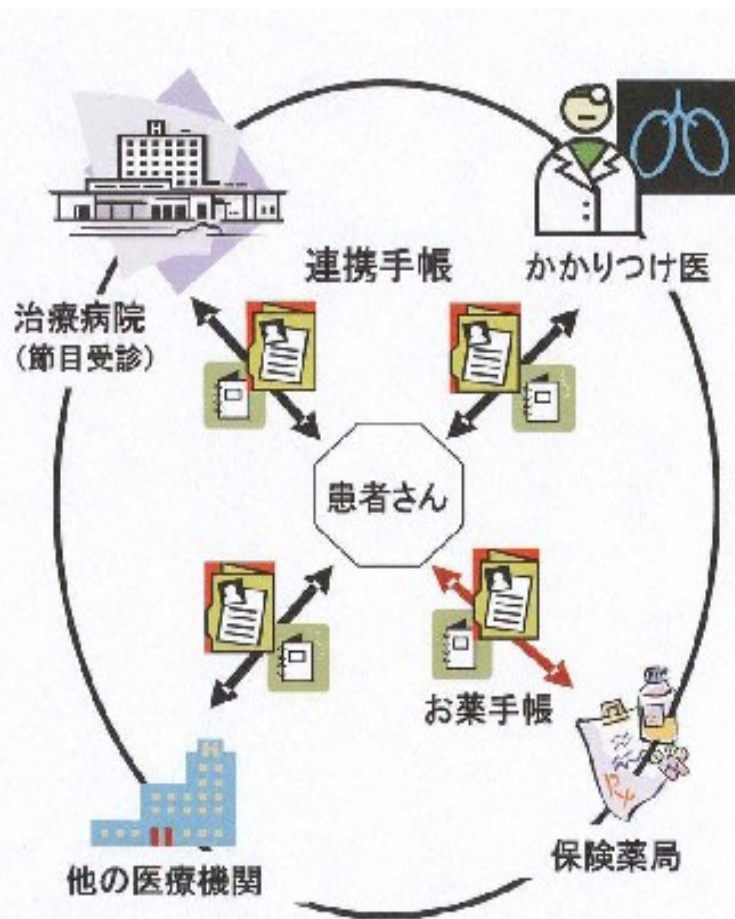 連携手帳
かかりつけ医
治療病院
(節目受診)
患者さん
お薬手帳
保険薬局
他の医療機関